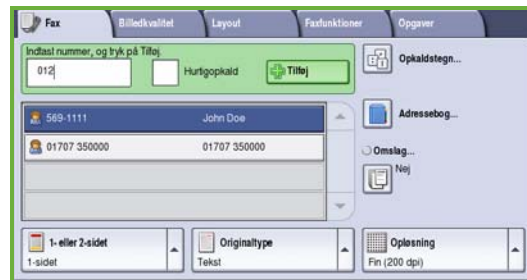 Fax
Billedkvalitet
Layout
Faxfunktioner
Opgaver
Indtast nummer, og tryk på Tilføj.
012
Hurtigopkald
Tilføj
Opkaldstegn...
569-1111 John Doe
Adressebog...
01707 350000 01707 350000
Omslag...
Nej
1- eller 2-sidet
1-sidet
Originaltype
Tekst
Opløsning
Fin (200 dpi)